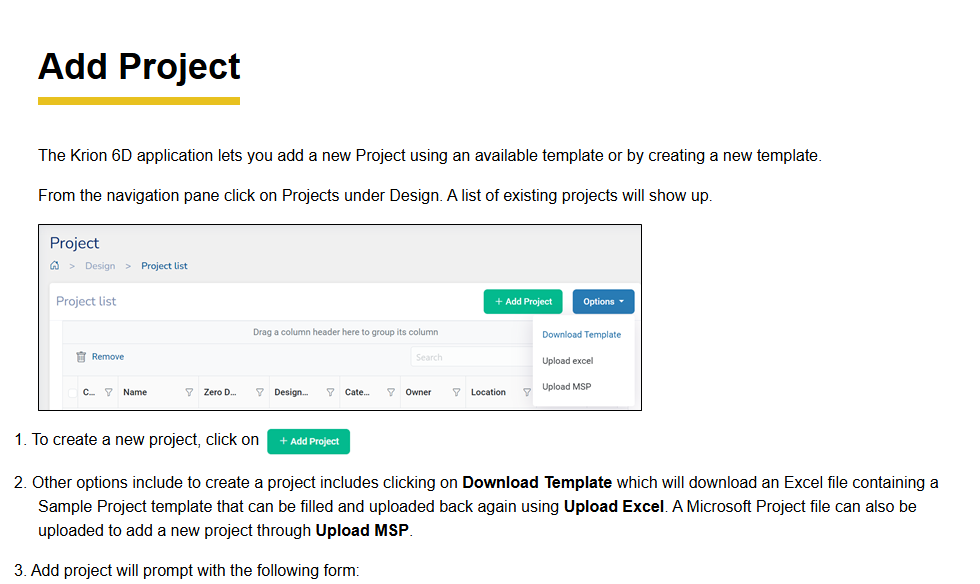 Add Project
The Krion 6D application lets you add a new Project using an available template or by creating a new template.
From the navigation pane click on Projects under Design. A list of existing projects will show up.
Project
> Design > Project list
Project list + Add Project Options
Drag a column header here to group its column Download Template
Remove Search Upload excel
C... Name Zero D... Design... Cate... Owner Location Upload MSP
1. To create a new project, click on + Add Project
2. Other options include to create a project includes clicking on Download Template which will download an Excel file containing a
Sample Project template that can be filled and uploaded back again using Upload Excel. A Microsoft Project file can also be
uploaded to add a new project through Upload MSP.
3. Add project will prompt with the following form: